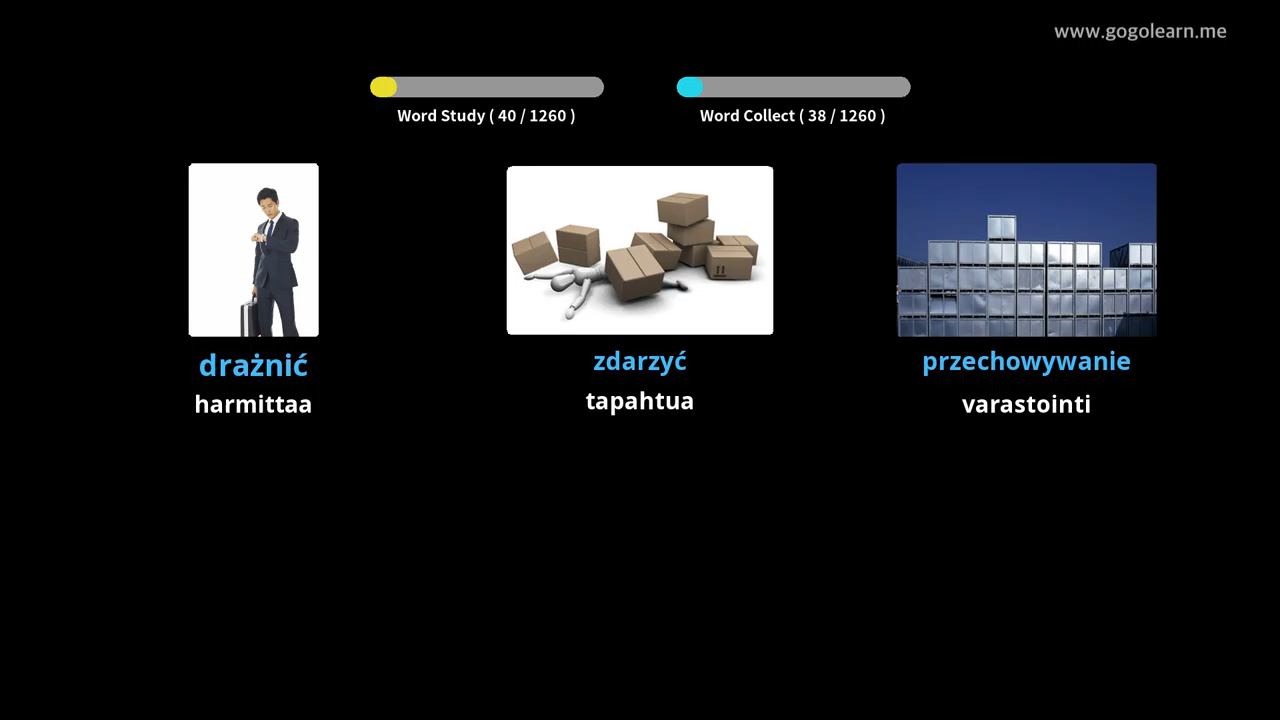 www.gogolearn.me
Word Study ( 40 / 1260 )
Word Collect ( 38 / 1260 )
drażnić
harmittaa
zdarzyć
tapahtua
przechowywanie
varastointi